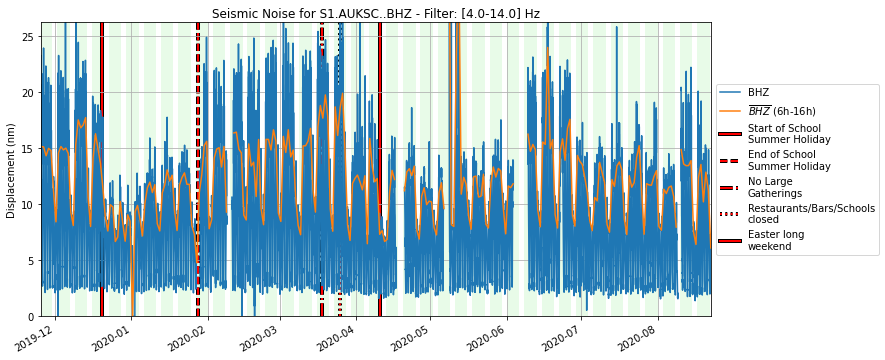 Seismic Noise for S1.AUKSC..BHZ - Filter: [4.0-14.0] Hz
Displacement (nm)
25
20
15
10
5
0
2019-12
2020-01
2020-02
2020-03
2020-04
2020-05
2020-06
2020-07
2020-08
BHZ
BHZ (6h-16h)
Start of School
Summer Holiday
End of School
Summer Holiday
No Large
Gatherings
Restaurants/Bars/Schools
closed
Easter long
weekend